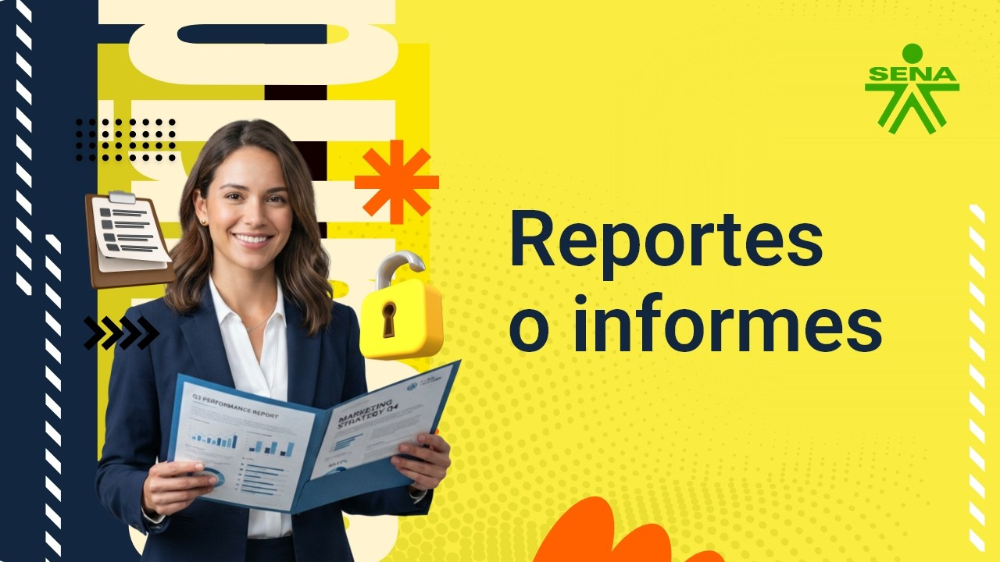 SENA
Reportes
o informes
Q3 PERFORMANCE REPORT
MARKETING
STRATEGY Q4